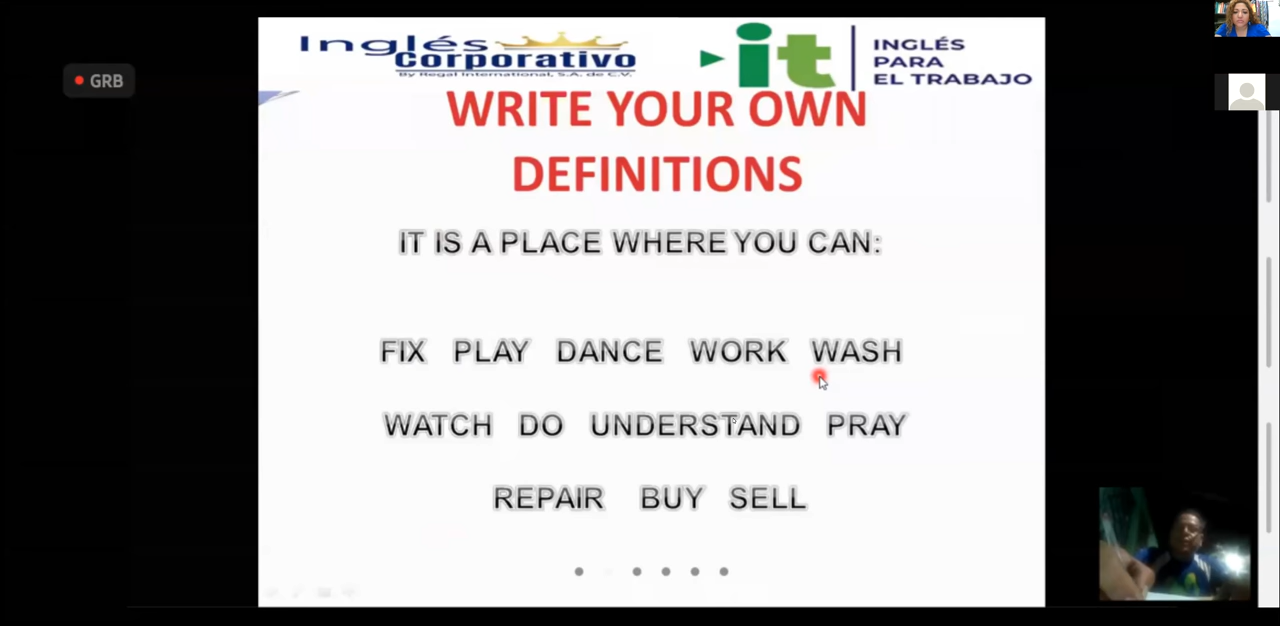 Inglés
Corporativo
By Regal International, S.A. de C.V.
it
INGLÉS
PARA
EL TRABAJO
GRB
WRITE YOUR OWN
DEFINITIONS
IT IS A PLACE WHERE YOU CAN:
FIX PLAY DANCE WORK WASH
WATCH DO UNDERSTAND PRAY
REPAIR BUY SELL